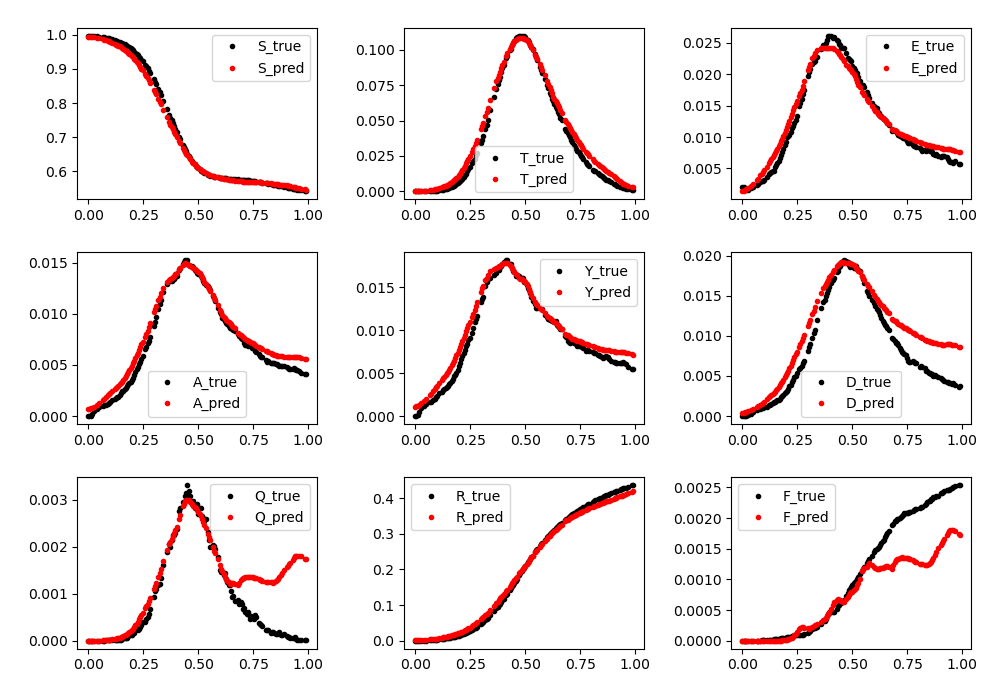 1.0
0.9
0.8
0.7
0.6
0.00 0.25 0.50 0.75 1.00
S_true
S_pred
0.100
0.075
0.050
0.025
0.000
0.00 0.25 0.50 0.75 1.00
T_true
T_pred
0.025
0.020
0.015
0.010
0.005
0.00 0.25 0.50 0.75 1.00
E_true
E_pred
0.015
0.010
0.005
0.000
0.00 0.25 0.50 0.75 1.00
A_true
A_pred
0.015
0.010
0.005
0.000
0.00 0.25 0.50 0.75 1.00
Y_true
Y_pred
0.020
0.015
0.010
0.005
0.000
0.00 0.25 0.50 0.75 1.00
D_true
D_pred
0.003
0.002
0.001
0.000
0.00 0.25 0.50 0.75 1.00
Q_true
Q_pred
0.4
0.3
0.2
0.1
0.0
0.00 0.25 0.50 0.75 1.00
R_true
R_pred
0.0025
0.0020
0.0015
0.0010
0.0005
0.0000
0.00 0.25 0.50 0.75 1.00
F_true
F_pred